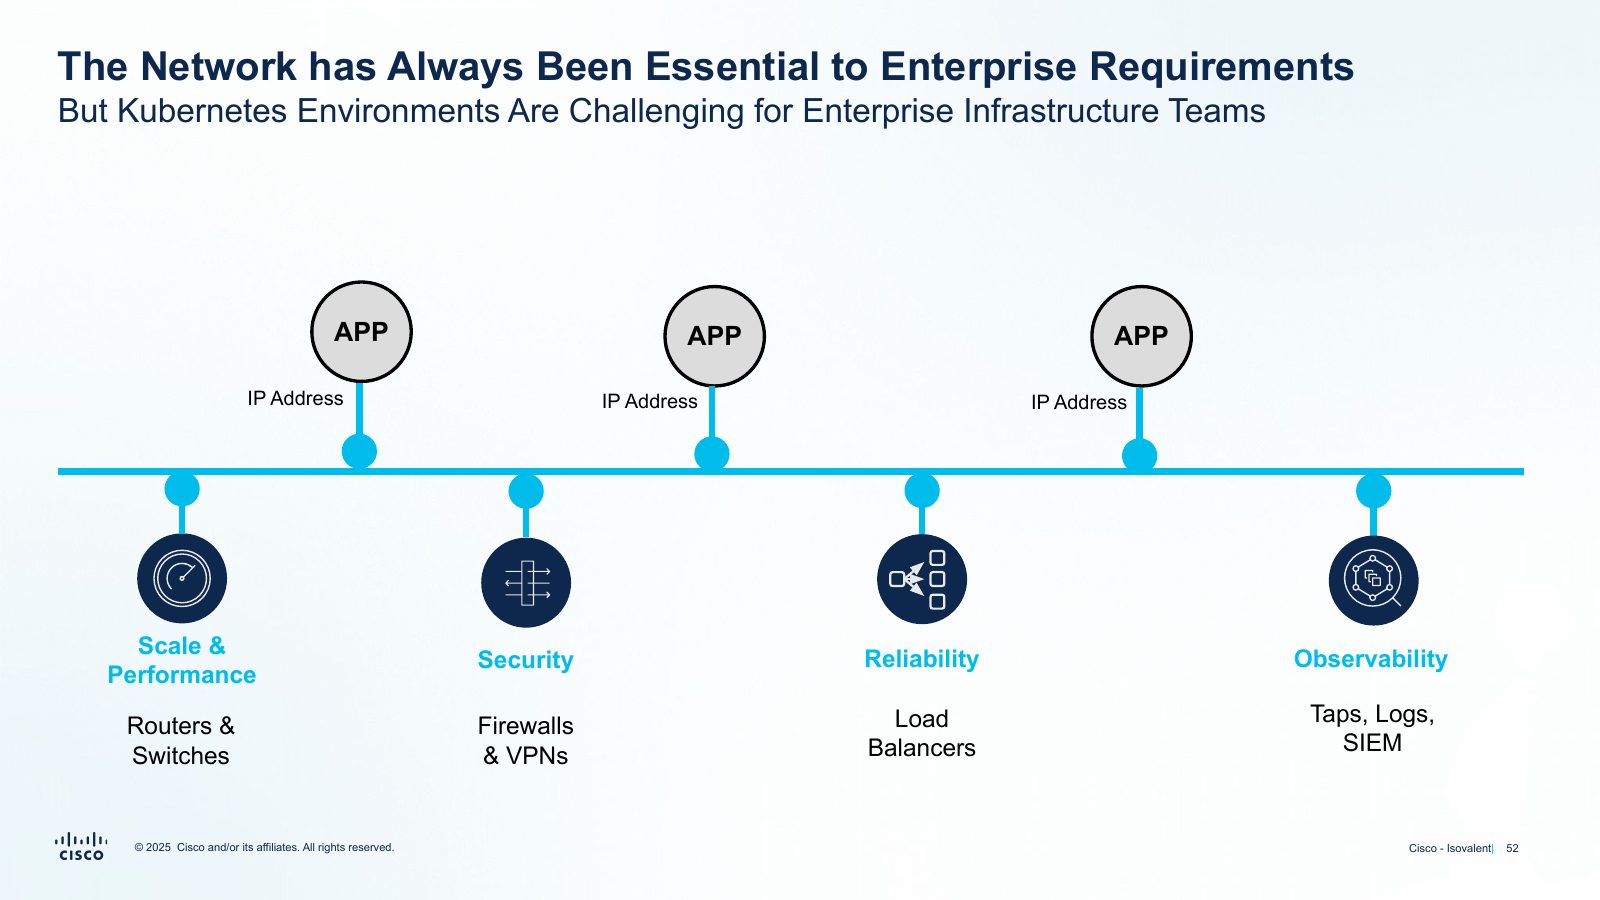 The Network has Always Been Essential to Enterprise Requirements
But Kubernetes Environments Are Challenging for Enterprise Infrastructure Teams
APP
APP
APP
IP Address
IP Address
IP Address
Scale &
Performance
Security
Reliability
Observability
Routers &
Switches
Firewalls
& VPNs
Load
Balancers
Taps, Logs,
SIEM
CISCO
© 2025 Cisco and/or its affiliates. All rights reserved.
Cisco - Isovalent| 52